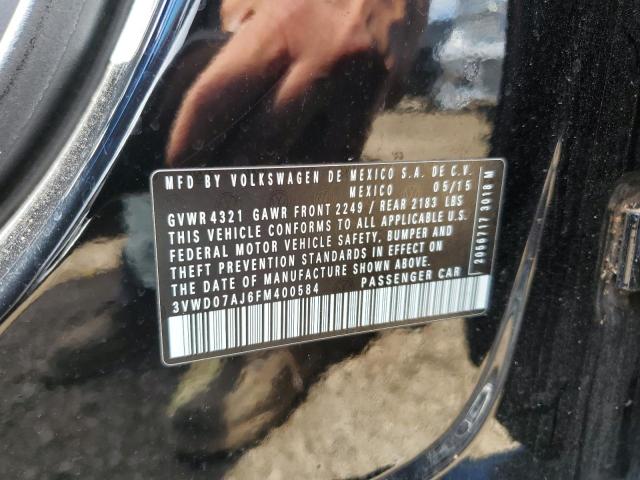 MFD BY VOLKSWAGEN DE MEXICO S.A. DE C.V.
MEXICO 05/15
GVWR 4321 GAWR FRONT 2249 / REAR 2183 LBS
THIS VEHICLE CONFORMS TO ALL APPLICABLE U.S.
FEDERAL MOTOR VEHICLE SAFETY, BUMPER AND
THEFT PREVENTION STANDARDS IN EFFECT ON
THE DATE OF MANUFACTURE SHOWN ABOVE.
3VWD07AJ6FM400584 PASSENGER CAR
2056717 3018 M